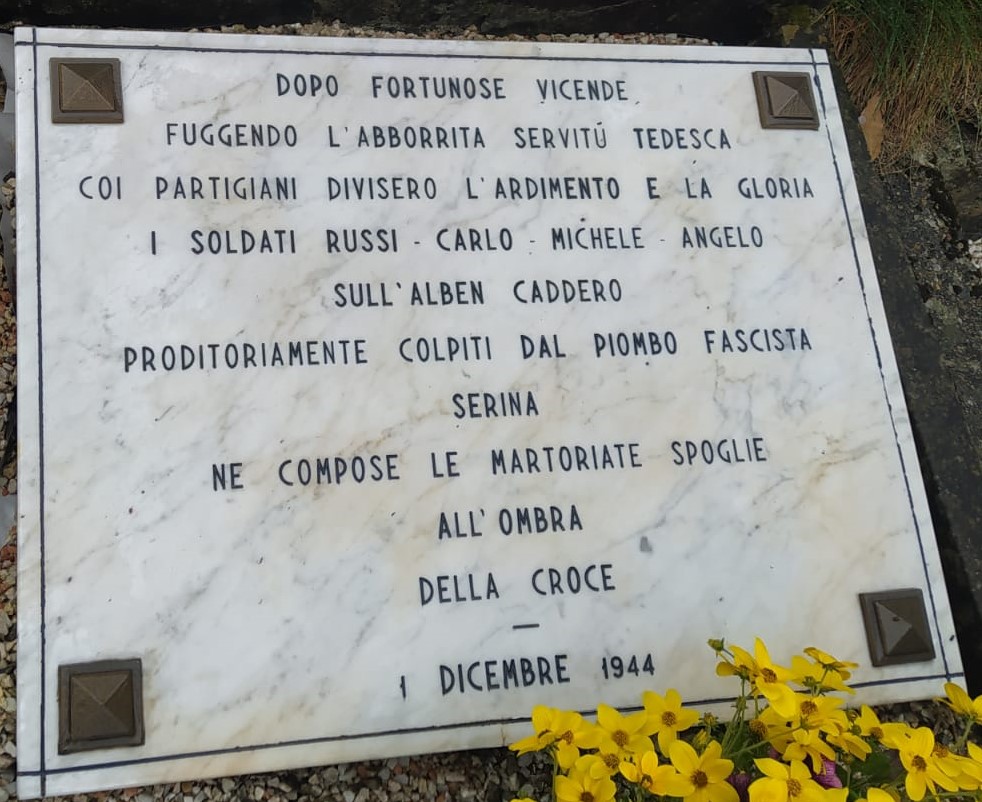 DOPO FORTUNOSE VICENDE
FUGGENDO L'ABBORRITA SERVITÚ TEDESCA
COI PARTIGIANI DIVISERO L'ARDIMENTO E LA GLORIA
I SOLDATI RUSSI - CARLO - MICHELE - ANGELO
SULL'ALBEN CADDERO
PRODITORIAMENTE COLPITI DAL PIOMBO FASCISTA
SERINA
NE COMPOSE LE MARTORIATE SPOGLIE
ALL'OMBRA
DELLA CROCE
—
1 DICEMBRE 1944